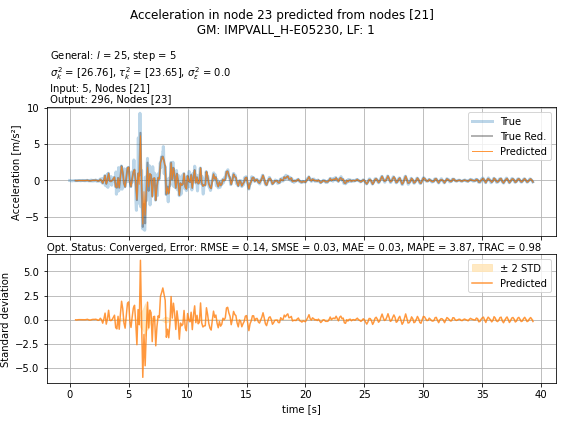 Acceleration in node 23 predicted from nodes [21]
GM: IMPVALL_H-E05230, LF: 1
General: l = 25, step = 5
σ²ₖ = [26.76], τ²ₖ = [23.65], σ²ε = 0.0
Input: 5, Nodes [21]
Output: 296, Nodes [23]
Acceleration [m/s²]
10
5
0
−5
True
True Red.
Predicted
Opt. Status: Converged, Error: RMSE = 0.14, SMSE = 0.03, MAE = 0.03, MAPE = 3.87, TRAC = 0.98
Standard deviation
5.0
2.5
0.0
−2.5
−5.0
± 2 STD
Predicted
0 5 10 15 20 25 30 35 40
time [s]